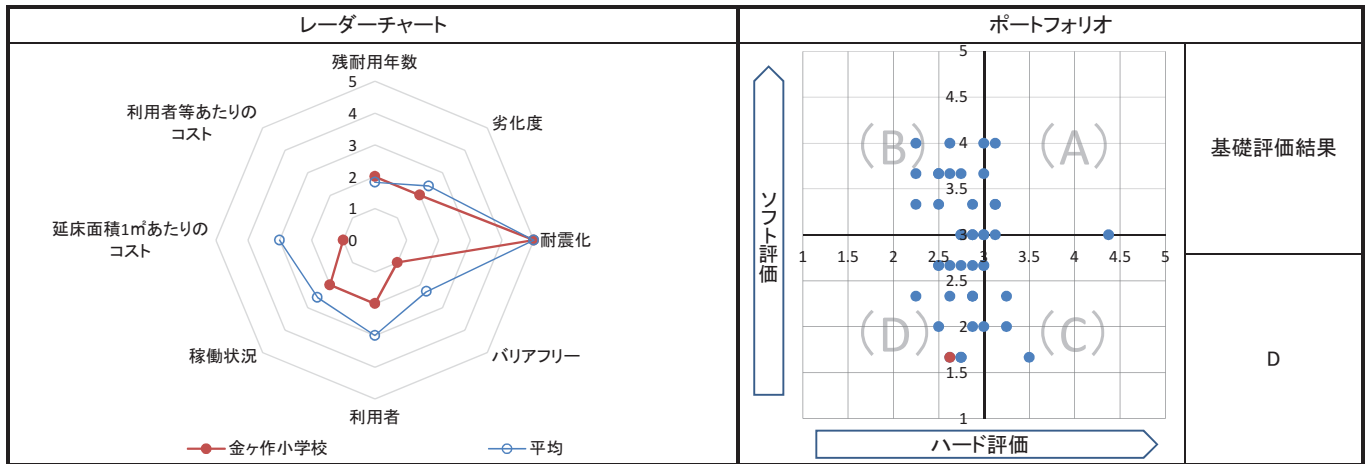 レーダーチャート
残耐用年数
劣化度
耐震化
バリアフリー
利用者
稼働状況
延床面積1㎡あたりの
コスト
利用者等あたりの
コスト
5
4
3
2
1
0
金ヶ作小学校
平均
ポートフォリオ
ソフト評価
ハード評価
5
4.5
4
3.5
3
2.5
2
1.5
1
1
1.5
2
2.5
3
3.5
4
4.5
5
(B)
(A)
(D)
(C)
基礎評価結果
D